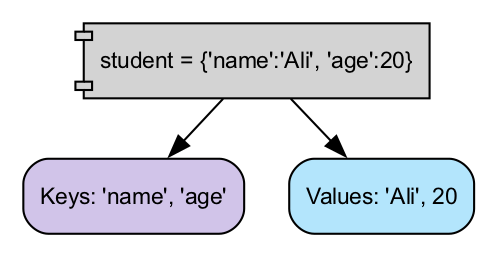 student = {'name':'Ali', 'age':20}
Keys: 'name', 'age'
Values: 'Ali', 20